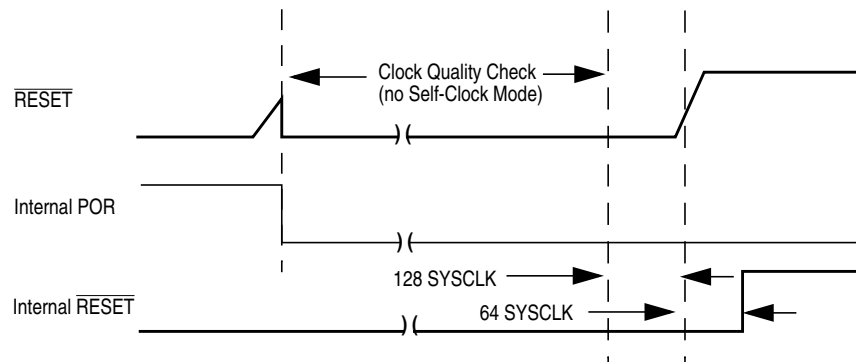 Clock Quality Check
(no Self-Clock Mode)
RESET
)(
Internal POR
)(
128 SYSCLK
64 SYSCLK
Internal RESET
)(